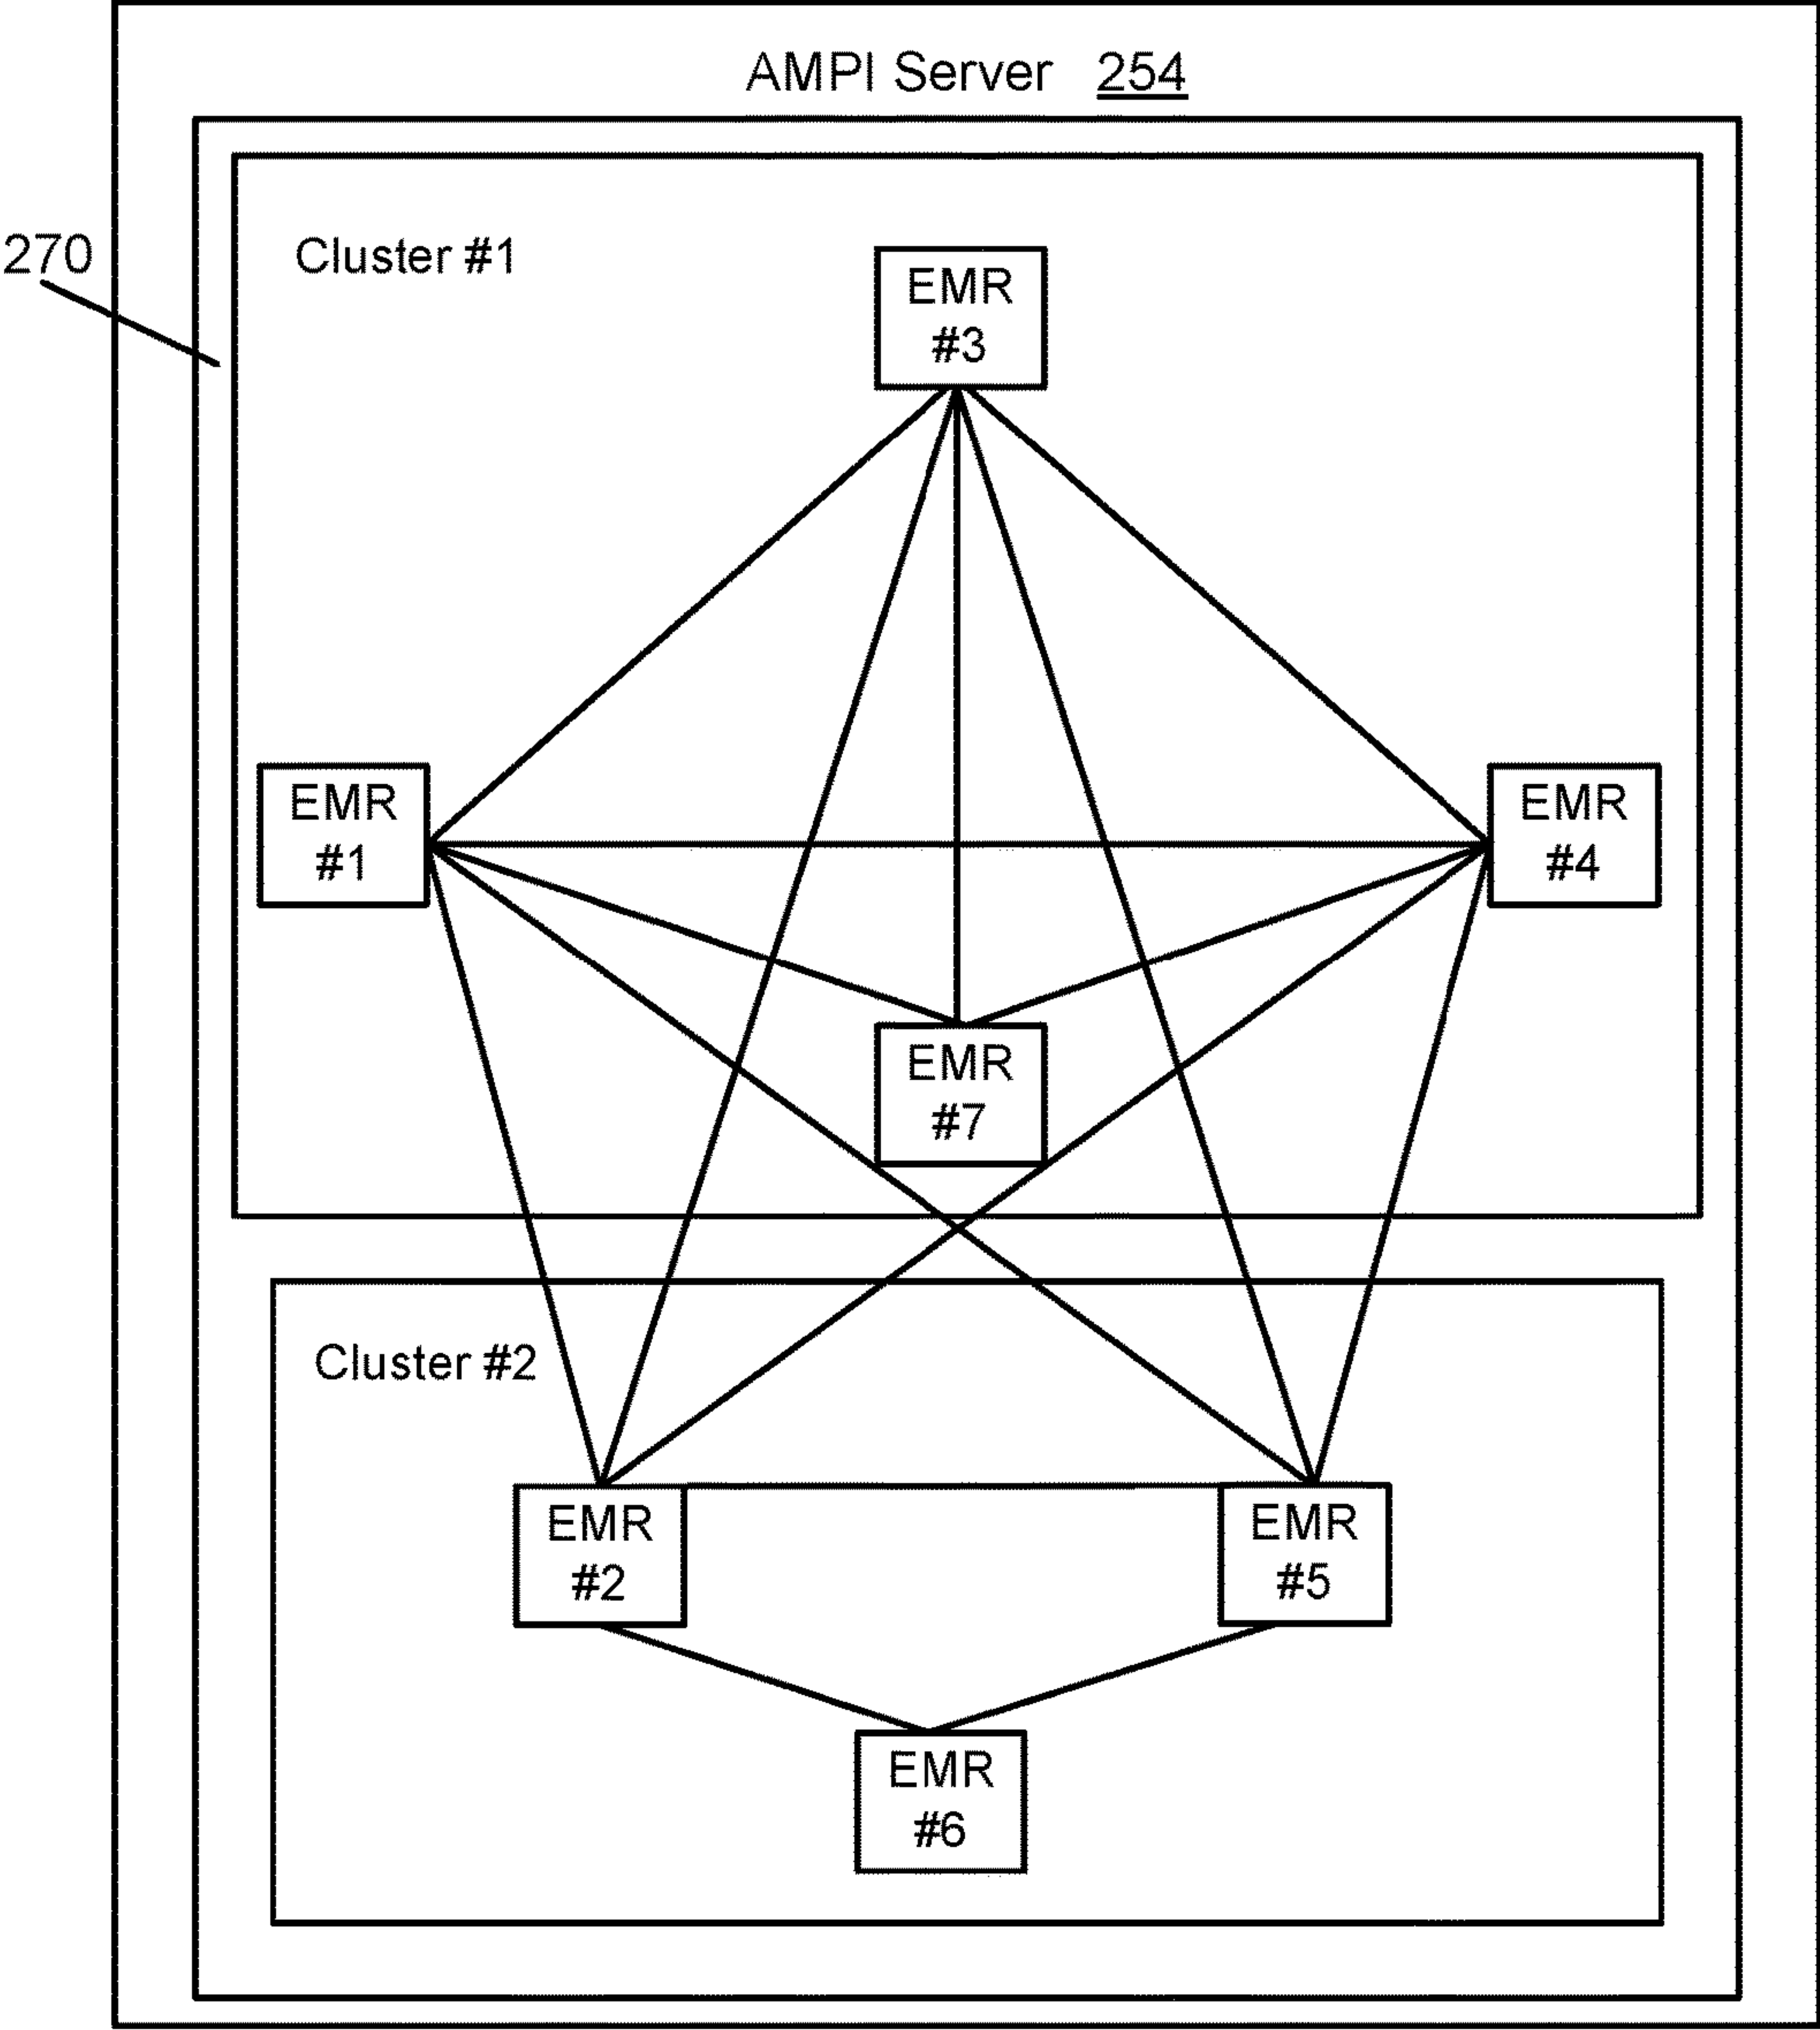 AMPI Server 254
270
Cluster #1
EMR
#3
EMR
#1
EMR
#4
EMR
#7
Cluster #2
EMR
#2
EMR
#5
EMR
#6